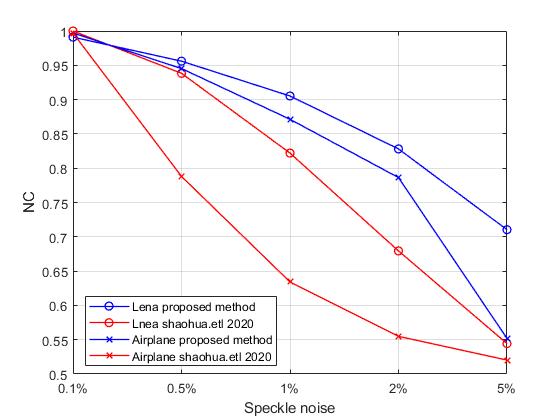 1
0.95
0.9
0.85
0.8
0.75
0.7
0.65
0.6
0.55
0.5
NC
Lena proposed method
Lnea shaohua.etl 2020
Airplane proposed method
Airplane shaohua.etl 2020
0.1% 0.5% 1% 2% 5%
Speckle noise